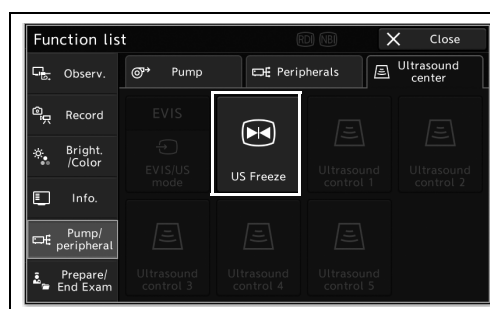 Function list
RDI NBI
Close
Observ.
Pump
Peripherals
Ultrasound
center
Record
Bright.
/Color
Info.
Pump/
peripheral
Prepare/
End Exam
EVIS
EVIS/US
mode
US Freeze
Ultrasound
control 1
Ultrasound
control 2
Ultrasound
control 3
Ultrasound
control 4
Ultrasound
control 5